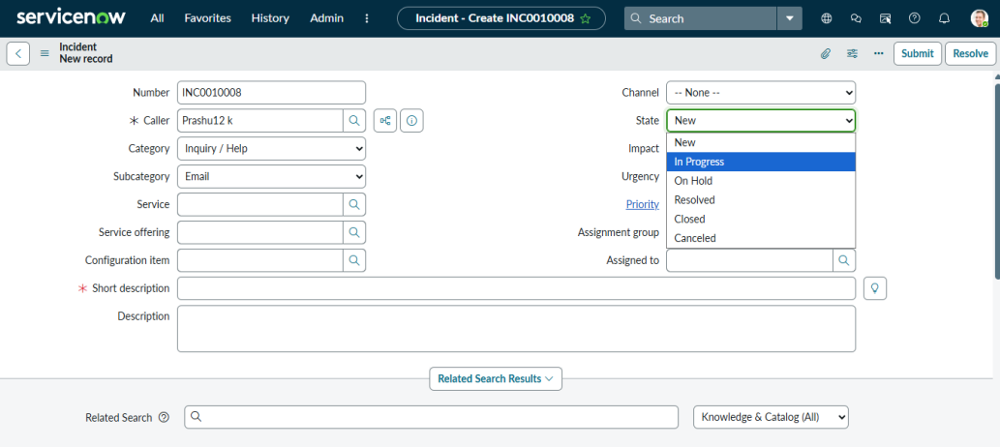 servicenow All Favorites History Admin Incident - Create INC0010008 Search
Incident
New record
Submit Resolve
Number INC0010008 Channel -- None --
Caller Prashu12 k State New
Category Inquiry / Help Impact New
In Progress
Subcategory Email Urgency On Hold
Service Priority Resolved
Closed
Service offering Assignment group Canceled
Configuration item Assigned to
Short description
Description
Related Search Results
Related Search Knowledge & Catalog (All)